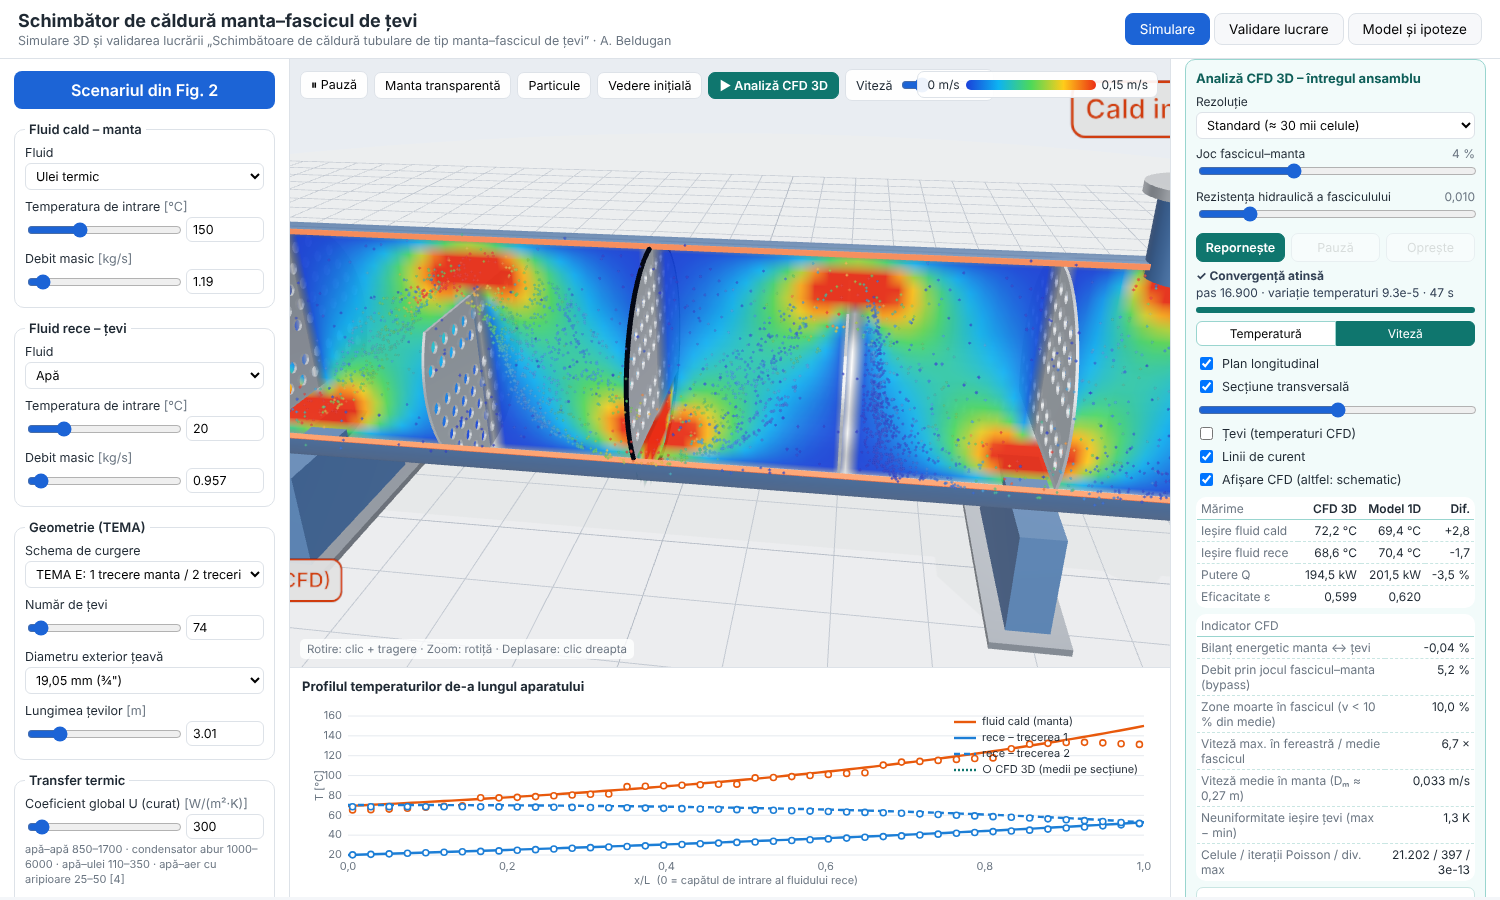 Schimbător de căldură manta–fascicul de țevi
Simulare 3D și validarea lucrării „Schimbătoare de căldură tubulare de tip manta–fascicul de țevi” · A. Beldugan
Simulare
Validare lucrare
Model și ipoteze
Scenariul din Fig. 2
Fluid cald – manta
Fluid
Ulei termic
Temperatura de intrare [°C]
150
Debit masic [kg/s]
1.19
Fluid rece – țevi
Fluid
Apă
Temperatura de intrare [°C]
20
Debit masic [kg/s]
0.957
Geometrie (TEMA)
Schema de curgere
TEMA E: 1 trecere manta / 2 treceri
Număr de țevi
74
Diametru exterior țeavă
19,05 mm (¾")
Lungimea țevilor [m]
3.01
Transfer termic
Coeficient global U (curat) [W/(m²·K)]
300
apă–apă 850–1700 · condensator abur 1000–
6000 · apă–ulei 110–350 · apă–aer cu
aripioare 25–50 [4]
⏸ Pauză
Manta transparentă
Particule
Vedere inițială
▶ Analiză CFD 3D
Viteză
0 m/s
0,15 m/s
Cald in
CFD)
Rotire: clic + tragere · Zoom: rotiță · Deplasare: clic dreapta
Profilul temperaturilor de-a lungul aparatului
160
140
120
100
80
60
40
20
T [°C]
0,0
0,2
0,4
0,6
0,8
1,0
x/L (0 = capătul de intrare al fluidului rece)
fluid cald (manta)
rece – trecerea 1
rece – trecerea 2
O CFD 3D (medii pe secțiune)
Analiză CFD 3D – întregul ansamblu
Rezoluție
Standard (≈ 30 mii celule)
Joc fascicul–manta 4 %
Rezistența hidraulică a fasciculului 0,010
Repornește
Pauză
Oprește
✓ Convergență atinsă
pas 16.900 · variație temperaturi 9.3e-5 · 47 s
Temperatură
Viteză
Plan longitudinal
Secțiune transversală
Țevi (temperaturi CFD)
Linii de curent
Afișare CFD (altfel: schematic)
Mărime CFD 3D Model 1D Dif.
Ieșire fluid cald 72,2 °C 69,4 °C +2,8
Ieșire fluid rece 68,6 °C 70,4 °C -1,7
Putere Q 194,5 kW 201,5 kW -3,5 %
Eficacitate ε 0,599 0,620
Indicator CFD
Bilanț energetic manta ↔ țevi -0,04 %
Debit prin jocul fascicul–manta 5,2 %
(bypass)
Zone moarte în fascicul (v < 10 10,0 %
% din medie)
Viteză max. în fereastră / medie 6,7 ×
fascicul
Viteză medie în manta (Dₘ ≈ 0,033 m/s
0,27 m)
Neuniformitate ieșire țevi (max 1,3 K
− min)
Celule / iterații Poisson / div. 21.202 / 397 /
max 3e-13